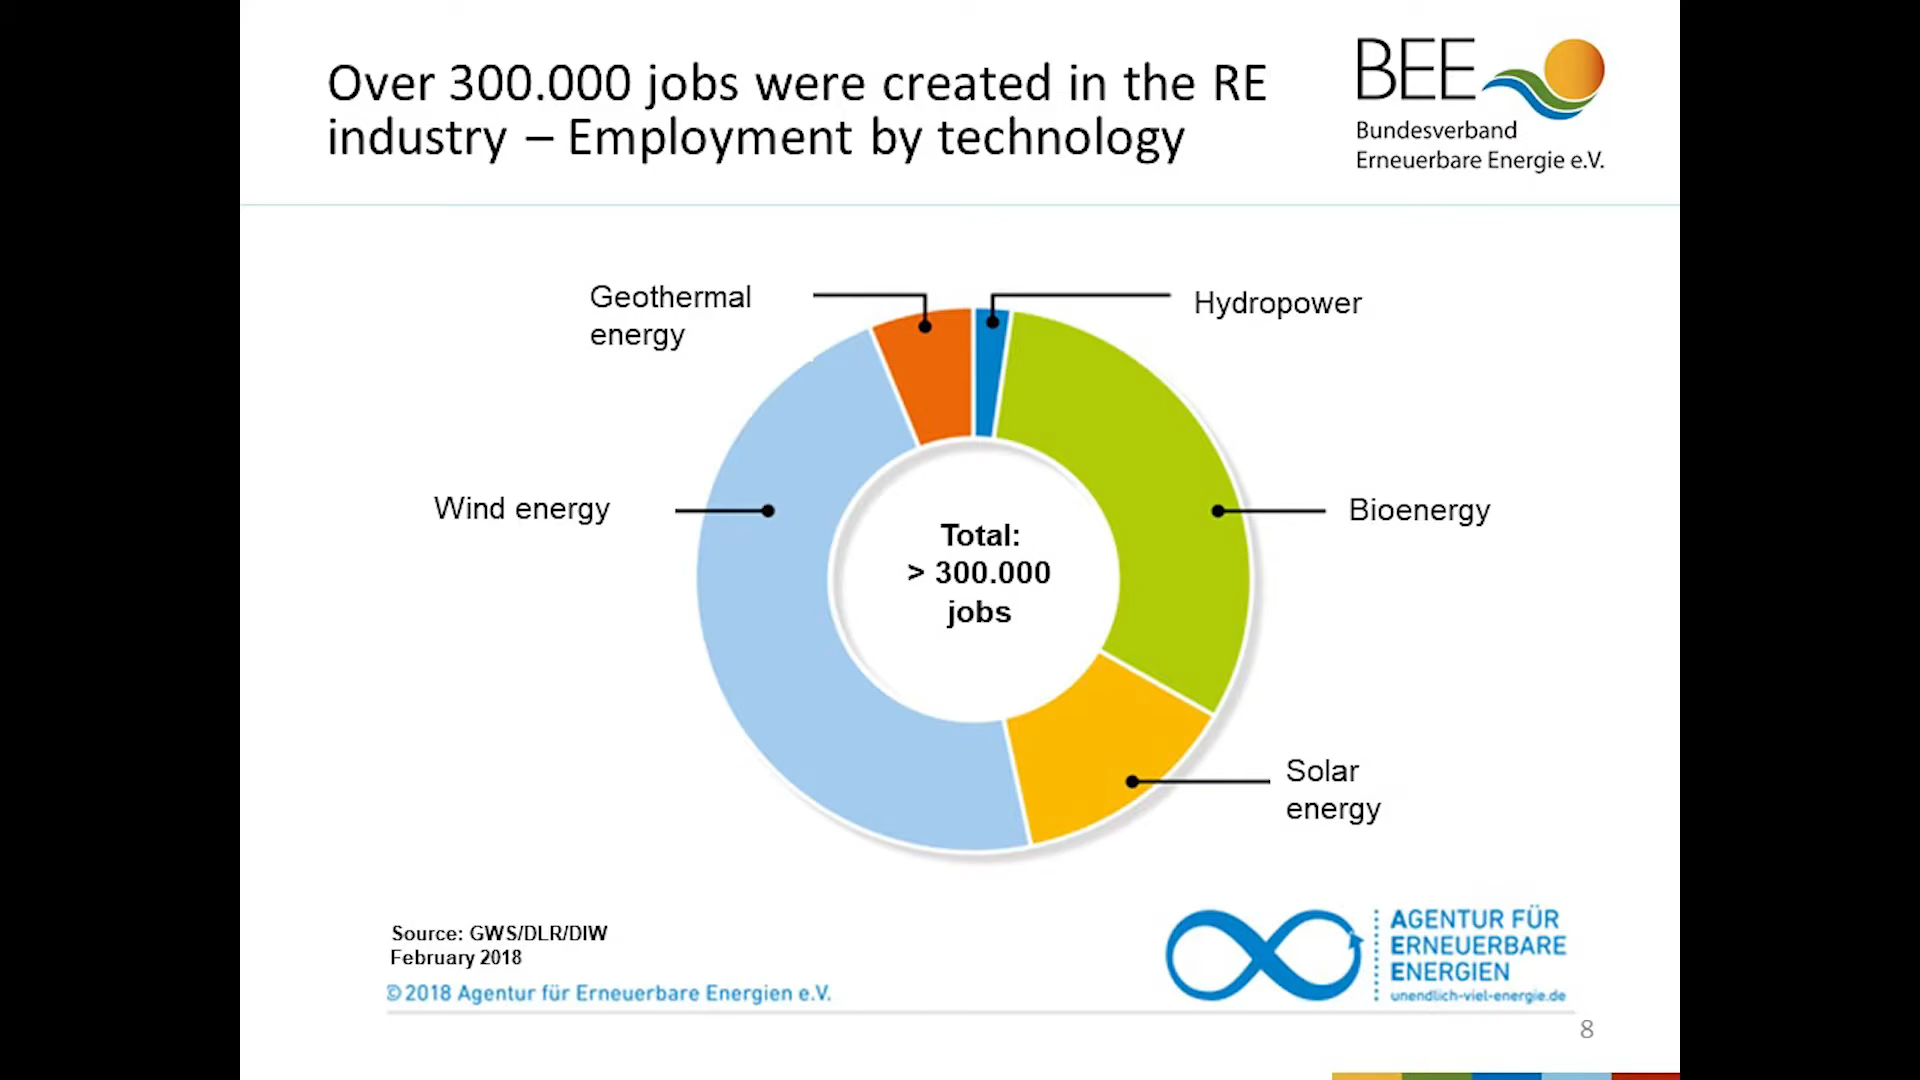 Over 300.000 jobs were created in the RE
industry – Employment by technology
BEE
Bundesverband
Erneuerbare Energie e.V.
Geothermal
energy
Hydropower
Wind energy
Bioenergy
Total:
> 300.000
jobs
Solar
energy
Source: GWS/DLR/DIW
February 2018
© 2018 Agentur für Erneuerbare Energien e.V.
AGENTUR FÜR
ERNEUERBARE
ENERGIEN
unendlich-viel-energie.de
8